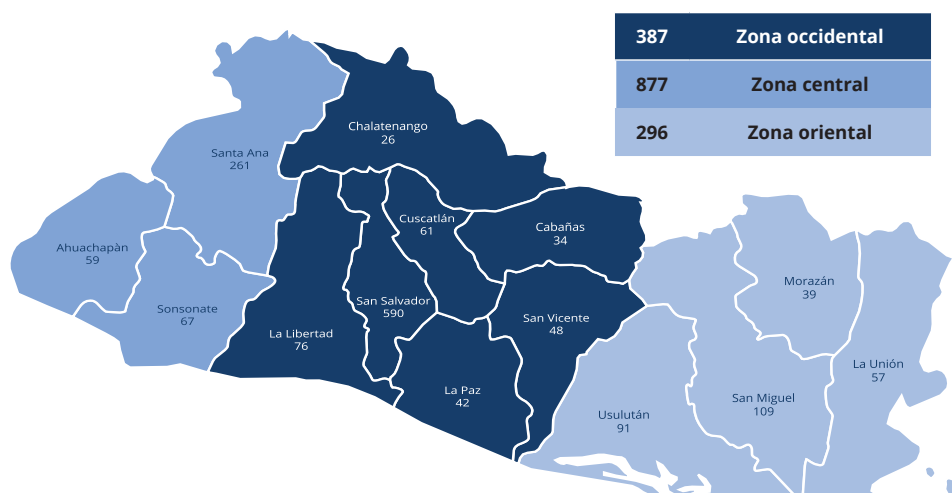 387 Zona occidental
877 Zona central
296 Zona oriental
Chalatenango
26
Santa Ana
261
Cuscatlán
61
Cabañas
34
Ahuachapàn
59
Morazán
39
Sonsonate
67
San Salvador
590
San Vicente
48
La Libertad
76
La Unión
57
La Paz
42
San Miguel
109
Usulután
91